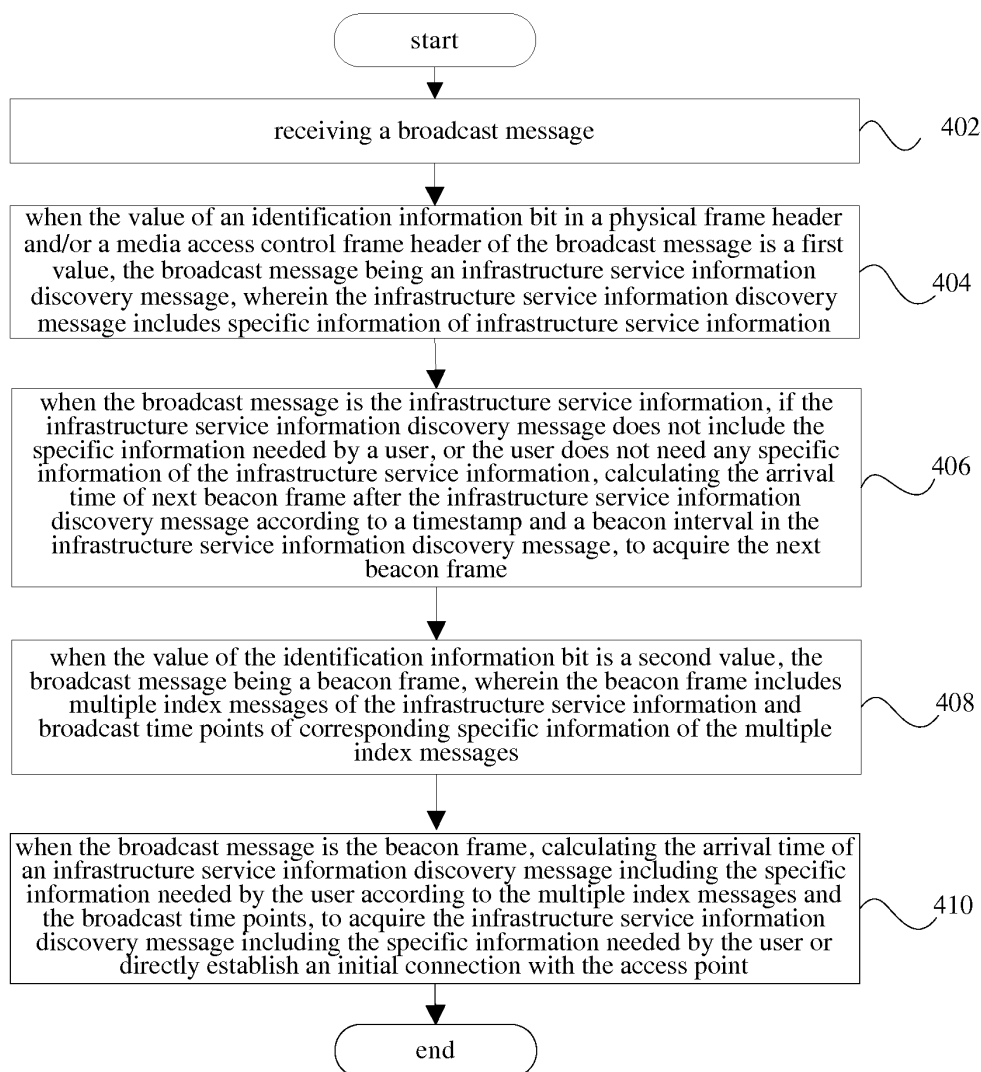 start
receiving a broadcast message
402
when the value of an identification information bit in a physical frame header
and/or a media access control frame header of the broadcast message is a first
value, the broadcast message being an infrastructure service information
discovery message, wherein the infrastructure service information discovery
message includes specific information of infrastructure service information
404
when the broadcast message is the infrastructure service information, if the
infrastructure service information discovery message does not include the
specific information needed by a user, or the user does not need any specific
information of the infrastructure service information, calculating the arrival
time of next beacon frame after the infrastructure service information
discovery message according to a timestamp and a beacon interval in the
infrastructure service information discovery message, to acquire the next
beacon frame
406
when the value of the identification information bit is a second value, the
broadcast message being a beacon frame, wherein the beacon frame includes
multiple index messages of the infrastructure service information and
broadcast time points of corresponding specific information of the multiple
index messages
408
when the broadcast message is the beacon frame, calculating the arrival time of
an infrastructure service information discovery message including the specific
information needed by the user according to the multiple index messages and
the broadcast time points, to acquire the infrastructure service information
discovery message including the specific information needed by the user or
directly establish an initial connection with the access point
410
end